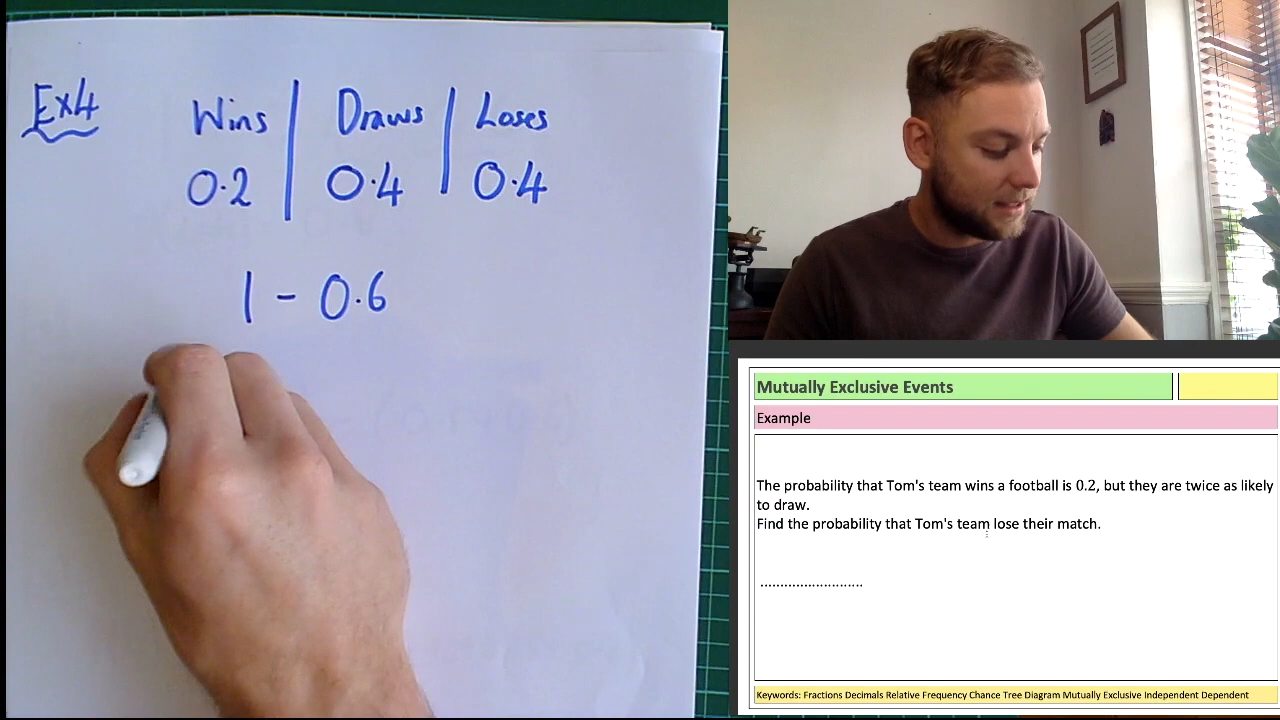 Ex4
Wins | Draws | Loses
0.2 | 0.4 | 0.4
1 - 0.6
Mutually Exclusive Events
Example
The probability that Tom's team wins a football is 0.2, but they are twice as likely
to draw.
Find the probability that Tom's team lose their match.
..........................
Keywords: Fractions Decimals Relative Frequency Chance Tree Diagram Mutually Exclusive Independent Dependent